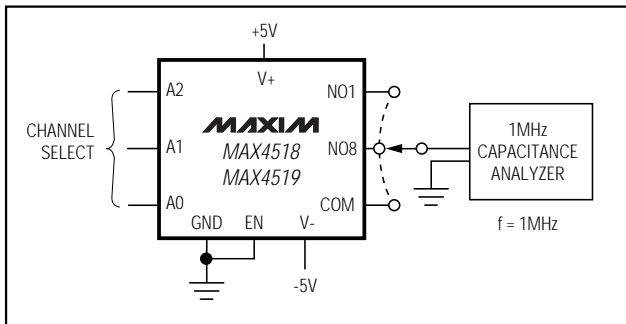 +5V
V+
A2
NO1
CHANNEL
SELECT
A1
MAXIM
MAX4518
MAX4519
NO8
1MHz
CAPACITANCE
ANALYZER
A0
COM
GND
EN
V-
f = 1MHz
-5V